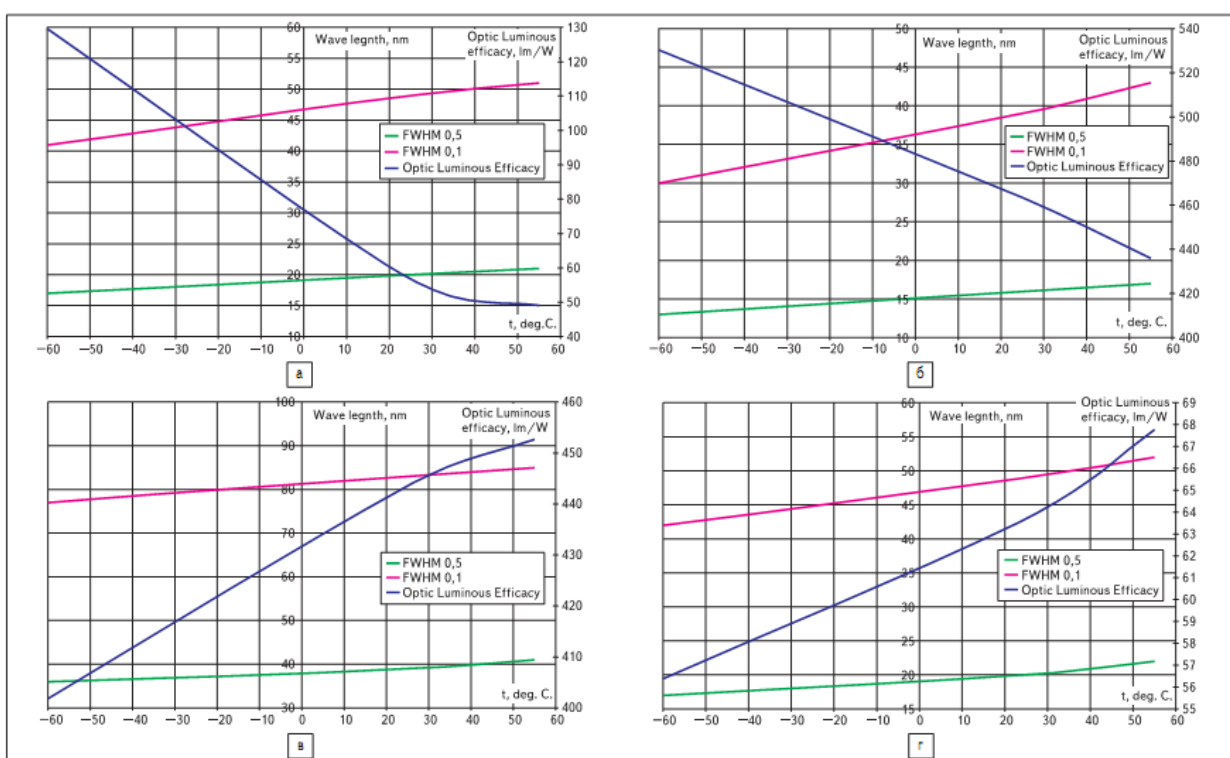 60
55
50
45
40
35
30
25
20
15
10
Wave legnth, nm
Optic Luminous
efficacy, lm/W
130
120
110
100
90
80
70
60
50
40
FWHM 0,5
FWHM 0,1
Optic Luminous Efficacy
t, deg.C.
−60 −50 −40 −30 −20 −10 0 10 20 30 40 50 60
а
50
45
40
35
30
25
20
15
10
Wave legnth, nm
Optic Luminous
efficacy, lm/W
540
520
500
480
460
440
420
400
FWHM 0,5
FWHM 0,1
Optic Luminous Efficacy
t, deg.C.
−60 −50 −40 −30 −20 −10 0 10 20 30 40 50 60
б
100
90
80
70
60
50
40
30
Wave legnth, nm
Optic Luminous
efficacy, lm/W
460
450
440
430
420
410
400
FWHM 0,5
FWHM 0,1
Optic Luminous Efficacy
t, deg. C.
−60 −50 −40 −30 −20 −10 0 10 20 30 40 50 60
в
60
55
50
45
40
35
30
25
20
15
Wave legnth, nm
Optic Luminous
efficacy, lm/W
69
68
67
66
65
64
63
62
61
60
59
58
57
56
55
FWHM 0,5
FWHM 0,1
Optic Luminous Efficacy
t, deg. C.
−60 −50 −40 −30 −20 −10 0 10 20 30 40 50 60
г